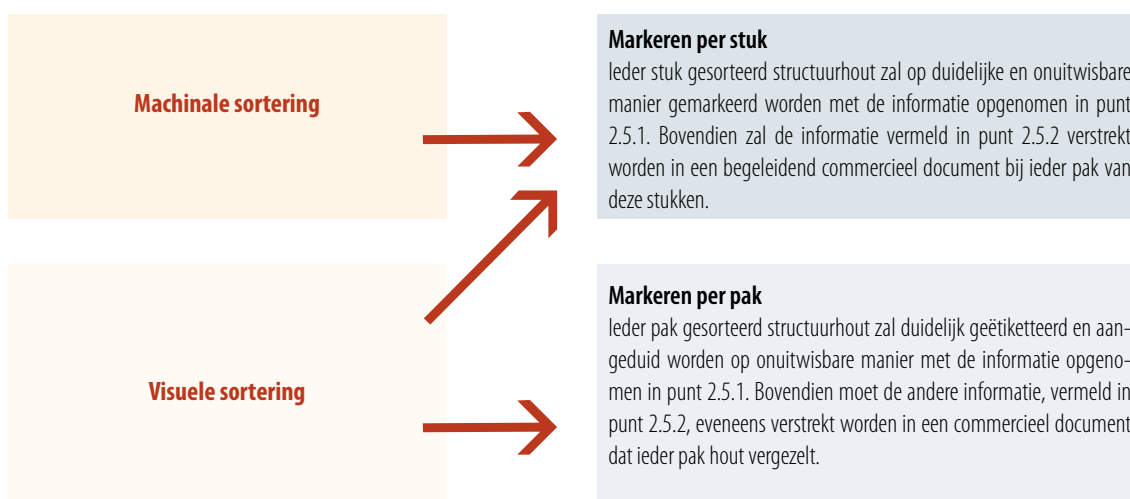 Machinale sortering
Markeren per stuk
Ieder stuk gesorteerd structuurhout zal op duidelijke en onuitwisbare
manier gemarkeerd worden met de informatie opgenomen in punt
2.5.1. Bovendien zal de informatie vermeld in punt 2.5.2 verstrekt
worden in een begeleidend commercieel document bij ieder pak van
deze stukken.
Visuele sortering
Markeren per pak
Ieder pak gesorteerd structuurhout zal duidelijk geëtiketteerd en aan-
geduid worden op onuitwisbare manier met de informatie opgeno-
men in punt 2.5.1. Bovendien moet de andere informatie, vermeld in
punt 2.5.2, eveneens verstrekt worden in een commercieel document
dat ieder pak hout vergezelt.